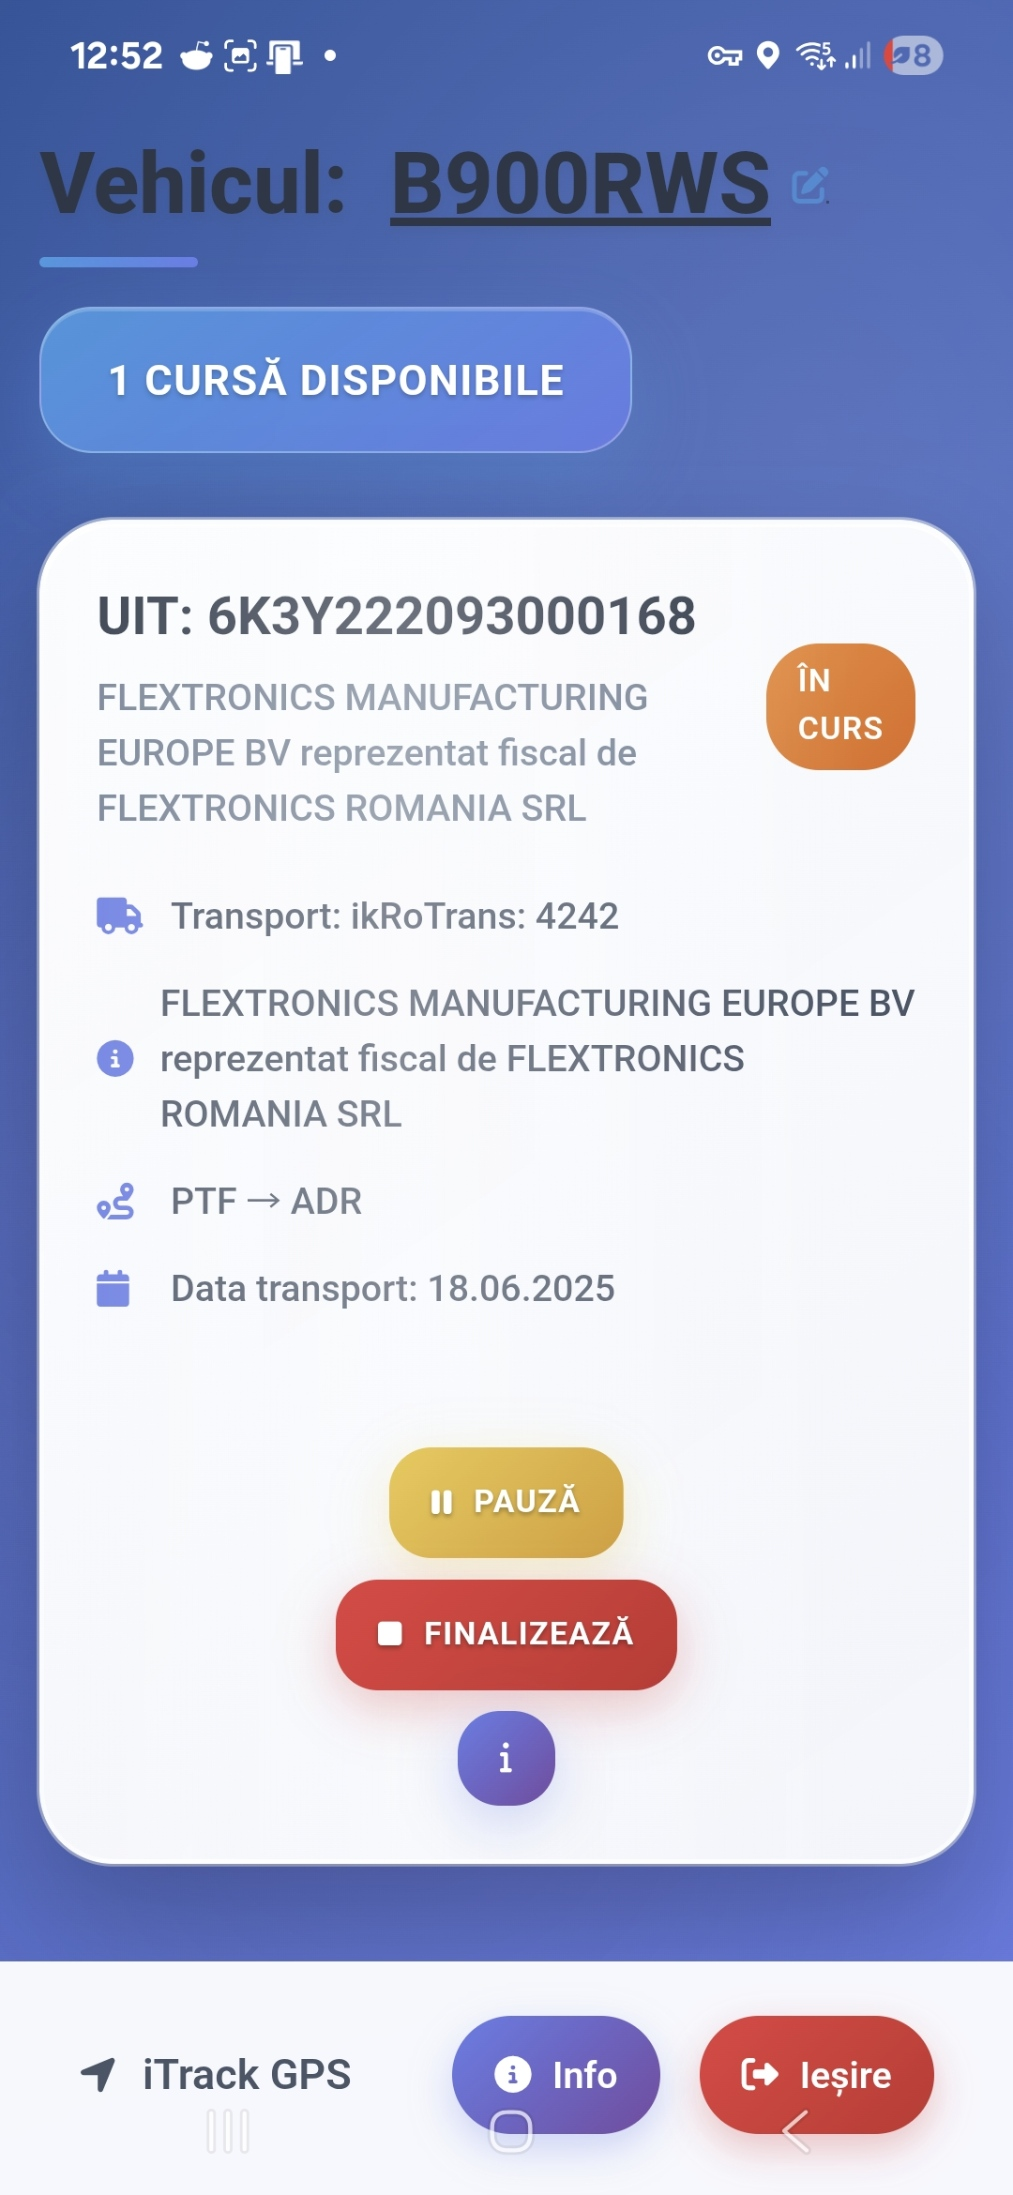 12:52
5
8
Vehicul: B900RWS
1 CURSĂ DISPONIBILE
UIT: 6K3Y222093000168
FLEXTRONICS MANUFACTURING
EUROPE BV reprezentat fiscal de
FLEXTRONICS ROMANIA SRL
ÎN
CURS
Transport: ikRoTrans: 4242
FLEXTRONICS MANUFACTURING EUROPE BV
reprezentat fiscal de FLEXTRONICS
ROMANIA SRL
PTF → ADR
Data transport: 18.06.2025
PAUZĂ
FINALIZEAZĂ
iTrack GPS
Info
Ieșire